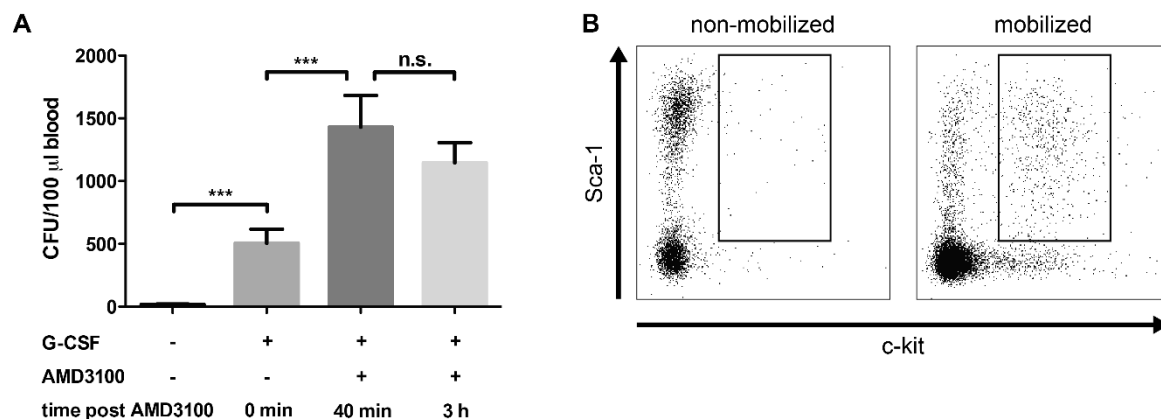 A
2000
1500
1000
500
0
CFU/100 µl blood
***
***
n.s.
G-CSF - + + +
AMD3100 - - + +
time post AMD3100 0 min 40 min 3 h
B
non-mobilized mobilized
Sca-1
c-kit